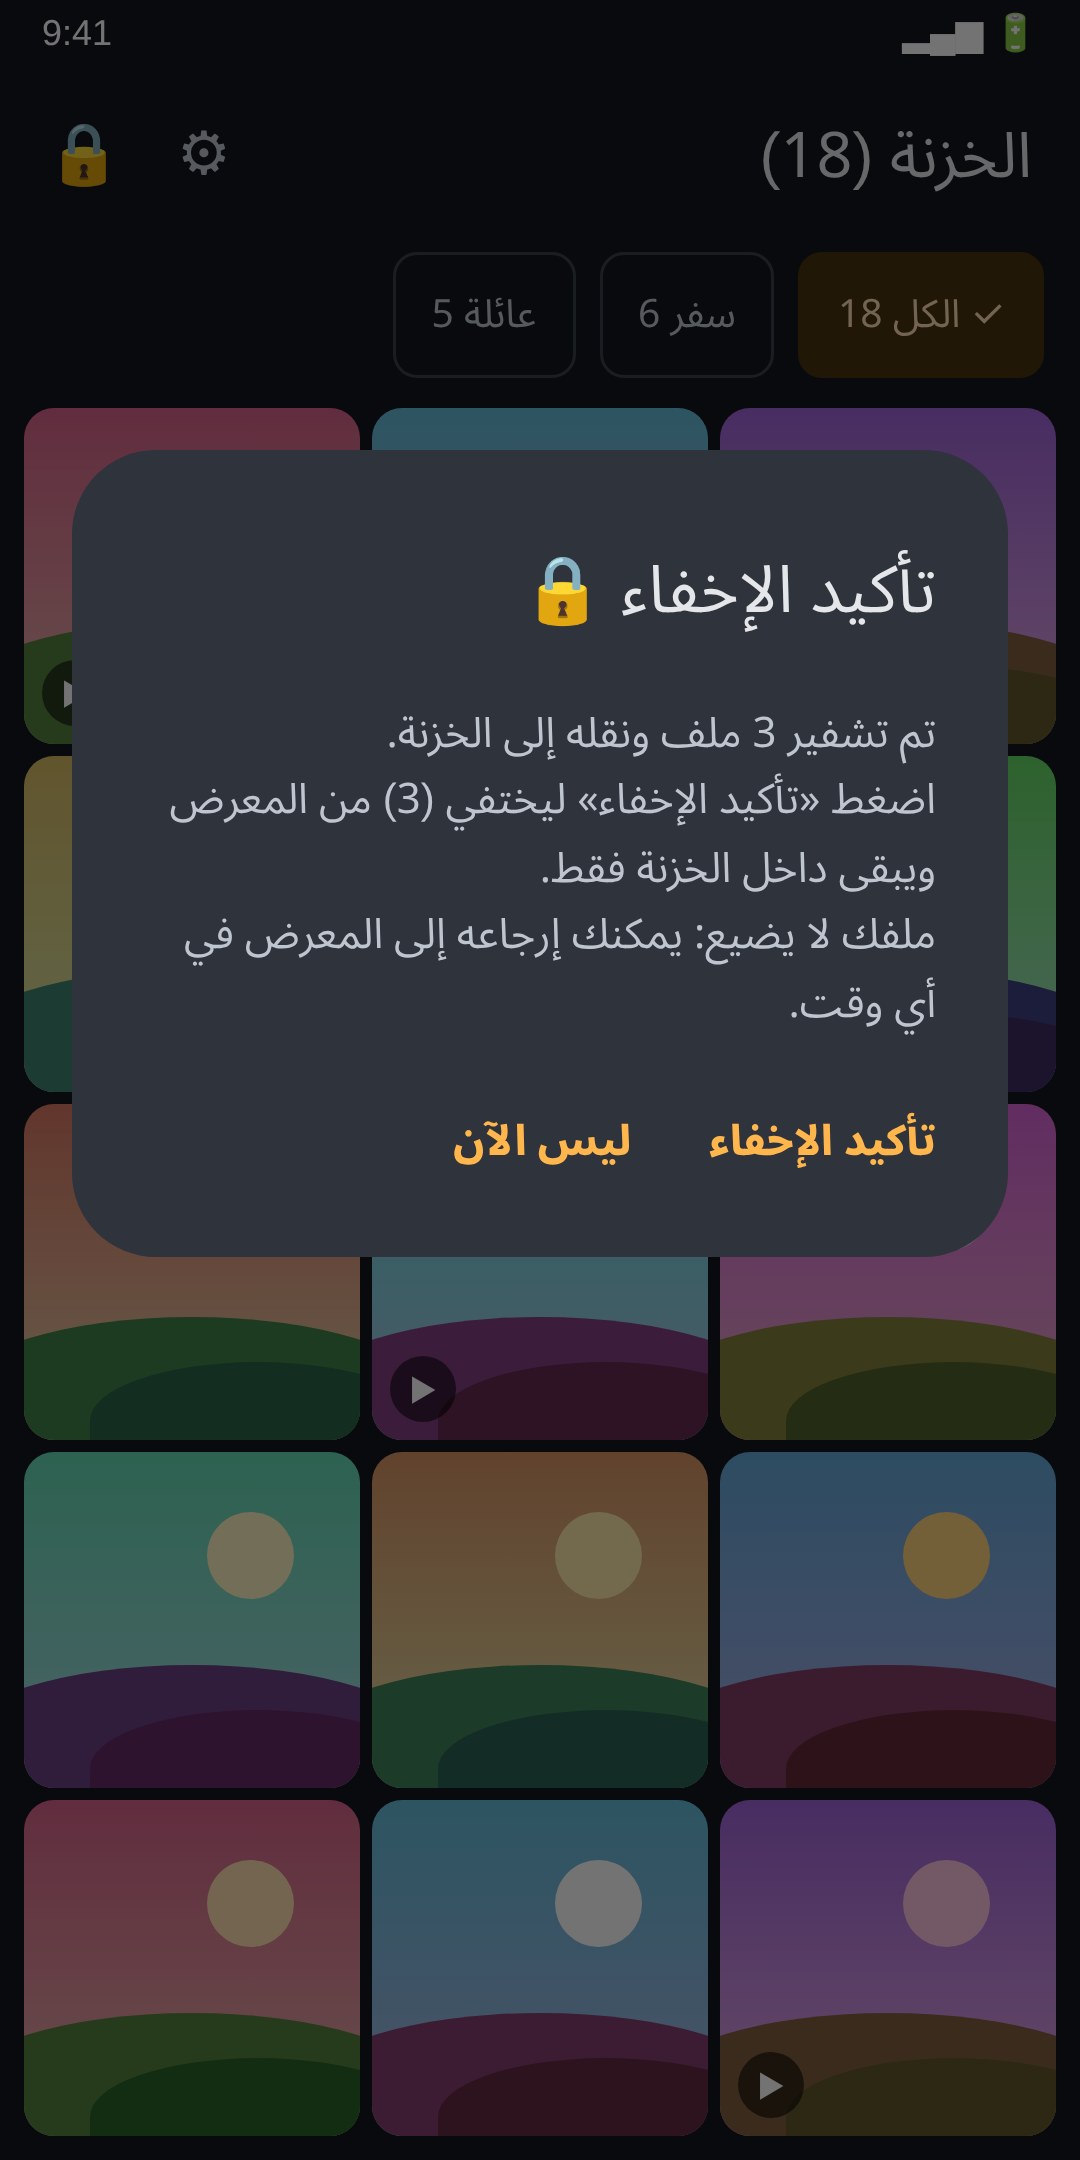 9:41
الخزنة (18)
✓ الكل 18
سفر 6
عائلة 5
تأكيد الإخفاء 🔒
تم تشفير 3 ملف ونقله إلى الخزنة.
اضغط «تأكيد الإخفاء» ليختفي (3) من المعرض
ويبقى داخل الخزنة فقط.
ملفك لا يضيع: يمكنك إرجاعه إلى المعرض في
أي وقت.
تأكيد الإخفاء
ليس الآن